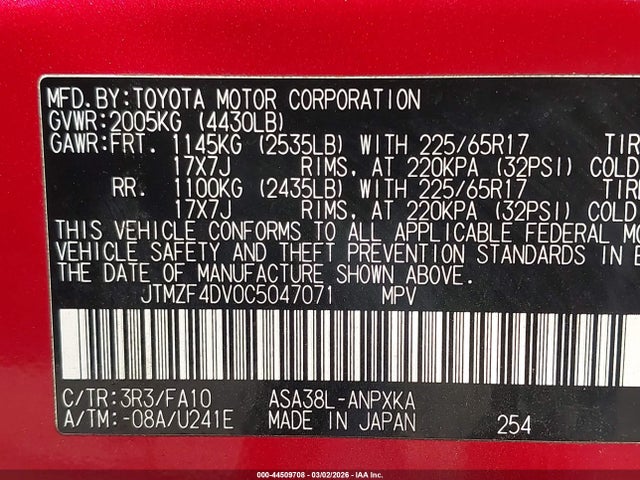 MFD.BY:TOYOTA MOTOR CORPORATION
GVWR:2005KG (4430LB)
GAWR:FRT. 1145KG (2535LB) WITH 225/65R17 TIR
17X7J RIMS, AT 220KPA (32PSI) COLD
RR. 1100KG (2435LB) WITH 225/65R17 TIR
17X7J RIMS, AT 220KPA (32PSI) COLD
THIS VEHICLE CONFORMS TO ALL APPLICABLE FEDERAL MO
VEHICLE SAFETY AND THEFT PREVENTION STANDARDS IN E
THE DATE OF MANUFACTURE SHOWN ABOVE.
JTMZF4DV0C5047071 MPV
C/TR:3R3/FA10 ASA38L-ANPXKA
A/TM:-08A/U241E MADE IN JAPAN 254
000-44509708 - 03/02/2026 - IAA Inc.